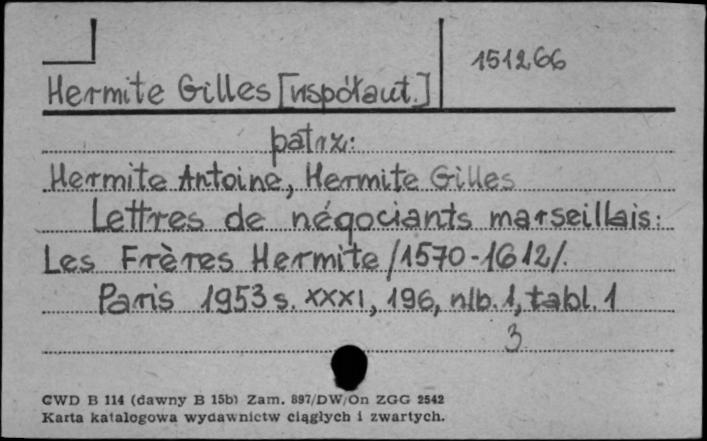 151266
Hermite Gilles [współaut.]
patrz:
Hermite Antoine, Hermite Gilles
Lettres de négociants marseillais:
Les Frères Hermite /1570-1612/.
Paris 1953 s. XXXI, 196, nlb. 1, tabl. 1
3
CWD B 114 (dawny B 15b) Zam. 897/DW/On ZGG 2542
Karta katalogowa wydawnictw ciągłych i zwartych.